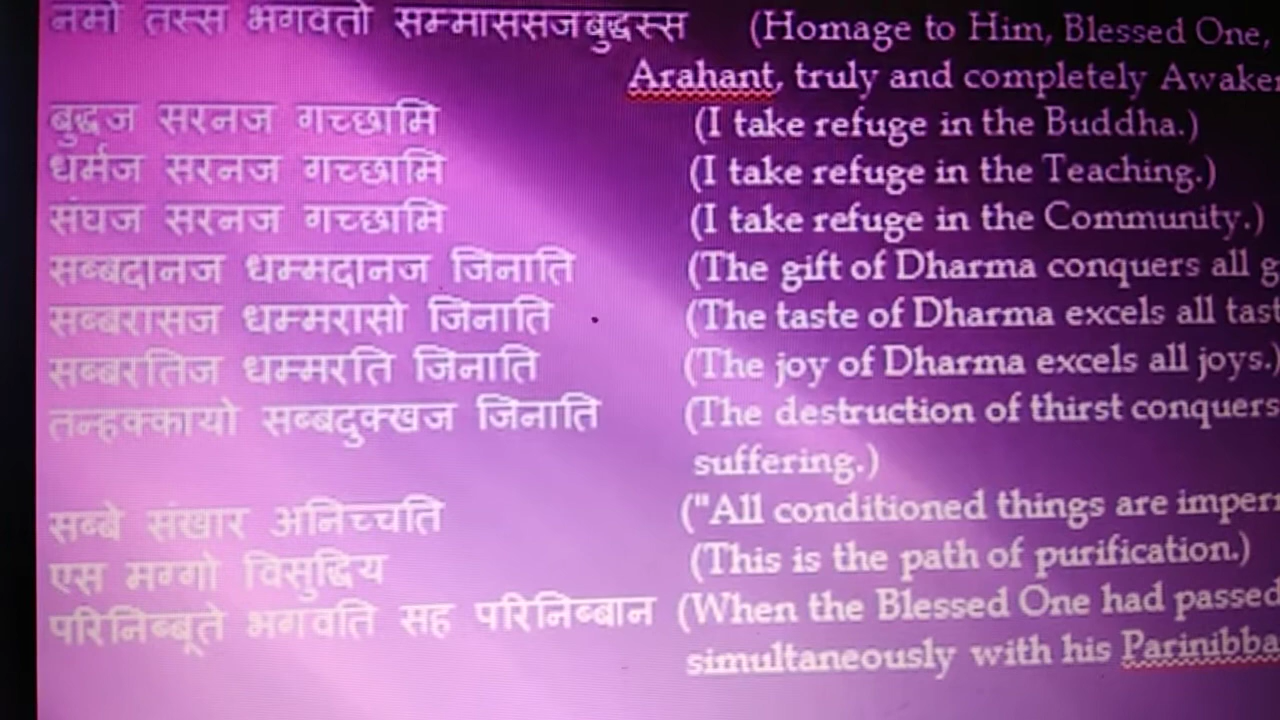 नमो तस्स भगवतो सम्माससजबुद्धस्स (Homage to Him, Blessed One,
Arahant, truly and completely Awake
बुद्धज सरनज गच्छामि (I take refuge in the Buddha.)
धर्मज सरनज गच्छामि (I take refuge in the Teaching.)
संघज सरनज गच्छामि (I take refuge in the Community.)
सब्बदानज धम्मदानज जिनाति (The gift of Dharma conquers all g
सब्बरासज धम्मरासो जिनाति (The taste of Dharma excels all tast
सब्बरतिज धम्मरति जिनाति (The joy of Dharma excels all joys.)
तन्हक्कायो सब्बदुक्खज जिनाति (The destruction of thirst conquers
suffering.)
सब्बे संखार अनिच्चति ("All conditioned things are imper
एस मग्गो विसुद्धिय (This is the path of purification.)
परिनिब्बूते भगवति सह परिनिब्बान (When the Blessed One had passed
simultaneously with his Parinibba